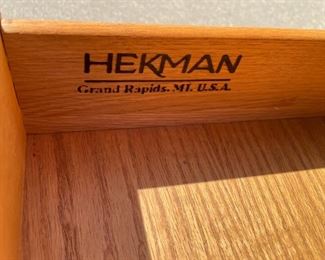 HEKMAN
Grand Rapids, MI. U.S.A.